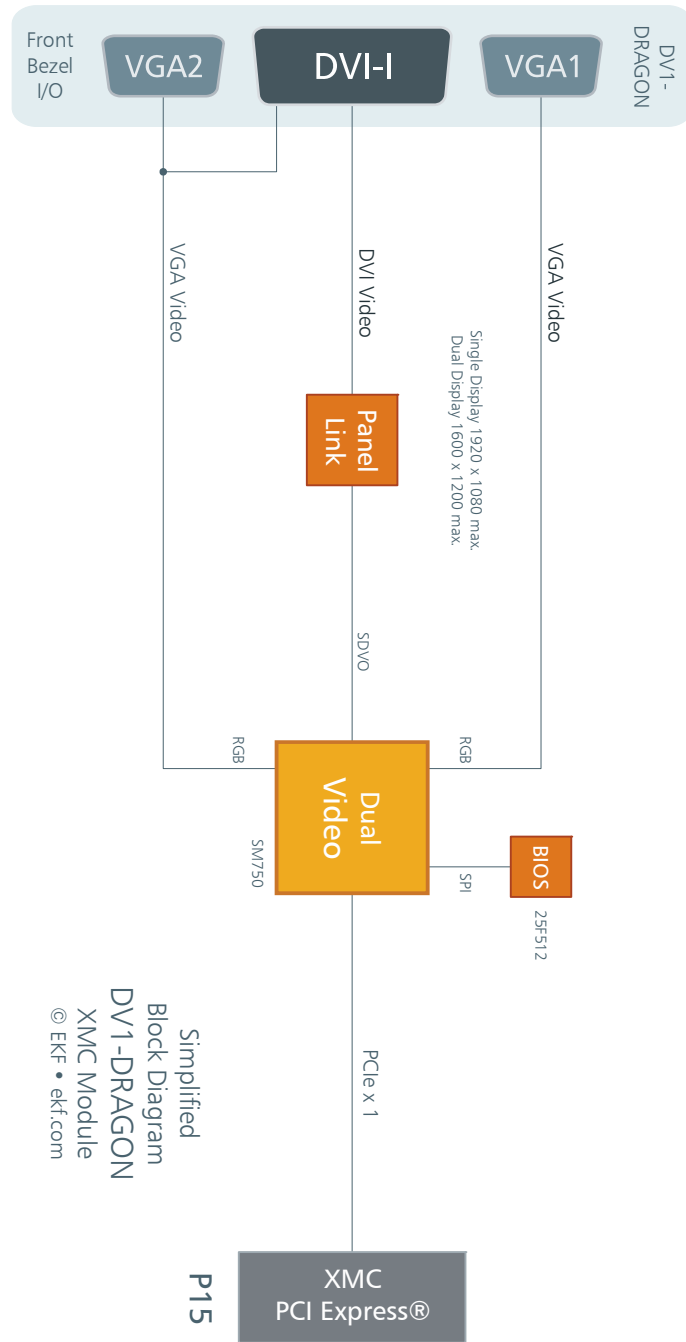 Front
Bezel
I/O
VGA2
DVI-I
VGA1
DV1-
DRAGON
VGA Video
DVI Video
VGA Video
Single Display 1920 x 1080 max.
Dual Display 1600 x 1200 max.
Panel
Link
SDVO
RGB
RGB
Dual
Video
SM750
SPI
BIOS
25F512
PCIe x 1
Simplified
Block Diagram
DV1-DRAGON
XMC Module
© EKF • ekf.com
P15
XMC
PCI Express®